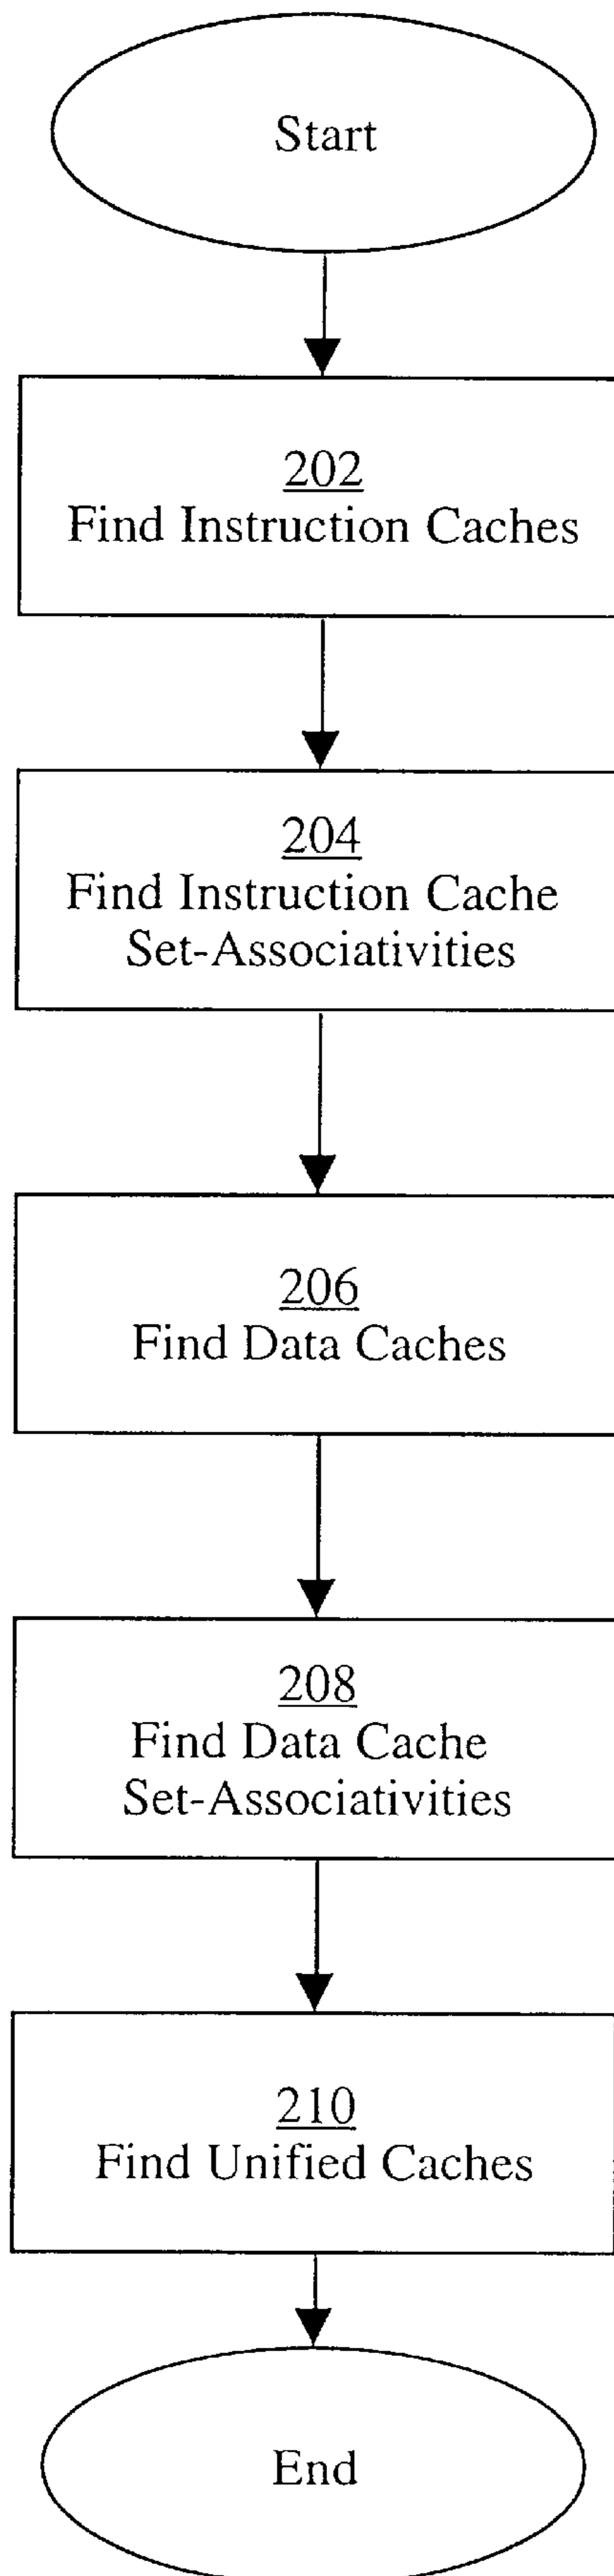 Start
202
Find Instruction Caches
204
Find Instruction Cache
Set-Associativities
206
Find Data Caches
208
Find Data Cache
Set-Associativities
210
Find Unified Caches
End